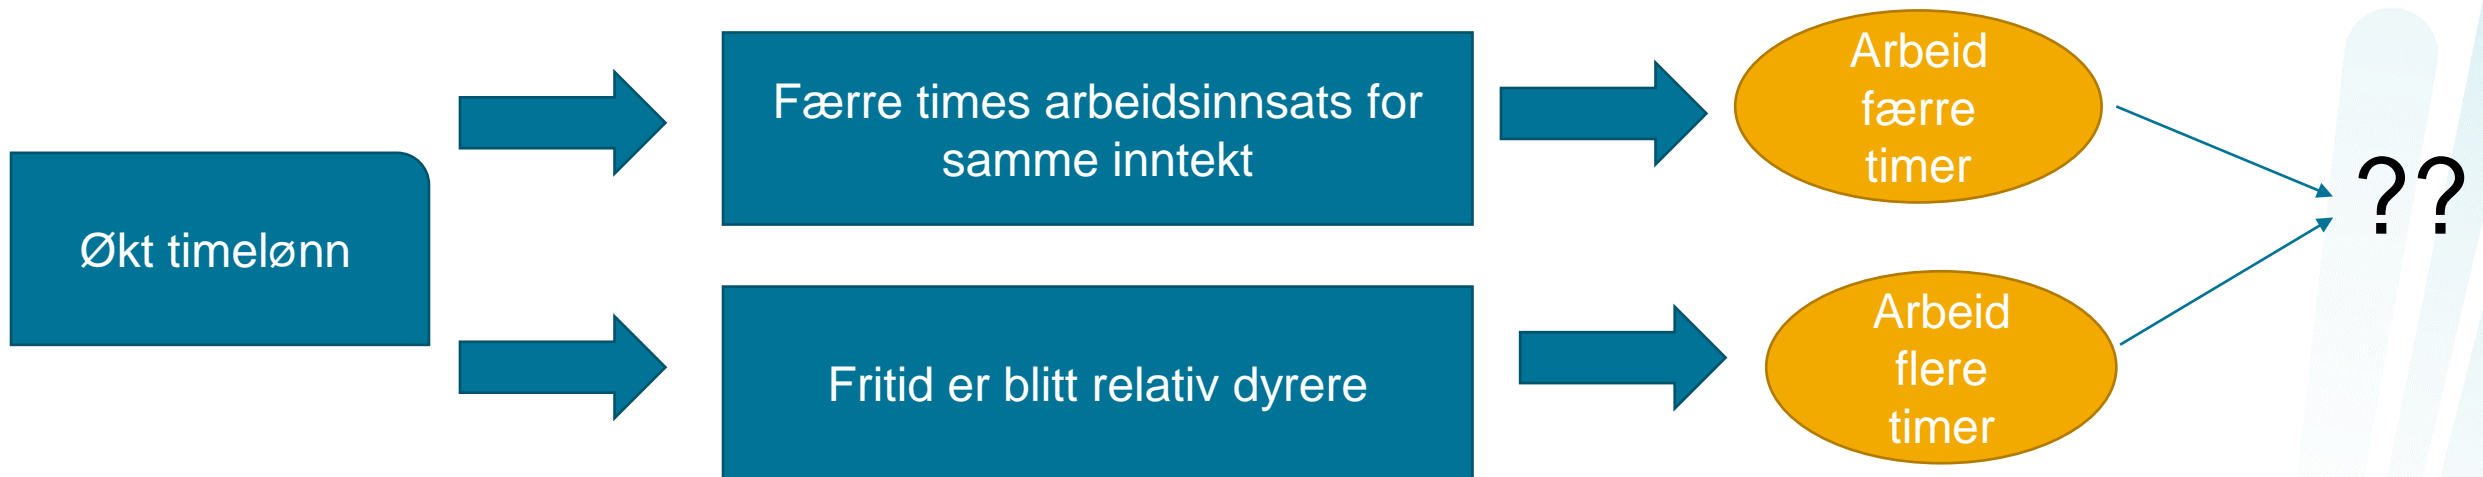 Økt timelønn
Færre times arbeidsinnsats for
samme inntekt
Arbeid
færre
timer
Fritid er blitt relativ dyrere
Arbeid
flere
timer
??